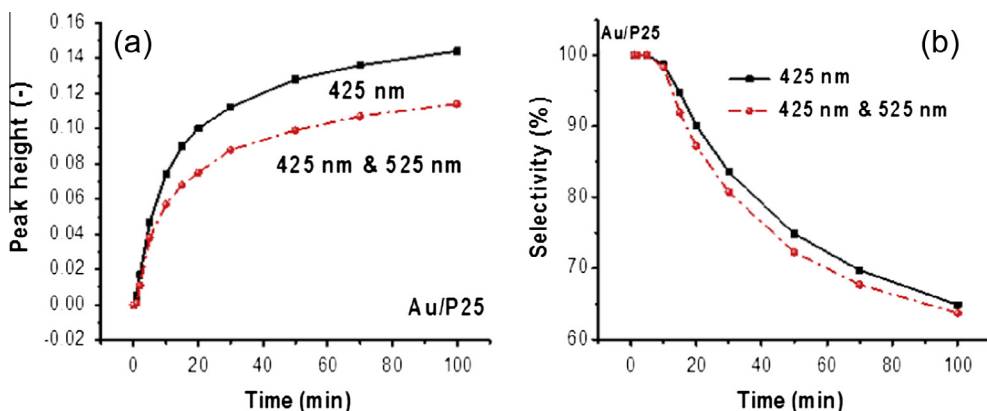 (a)
0.16
0.14
0.12
0.10
0.08
0.06
0.04
0.02
0.00
-0.02
Peak height (-)
425 nm
425 nm & 525 nm
Au/P25
0 20 40 60 80 100
Time (min)
Au/P25
(b)
100
90
80
70
60
Selectivity (%)
425 nm
425 nm & 525 nm
0 20 40 60 80 100
Time (min)